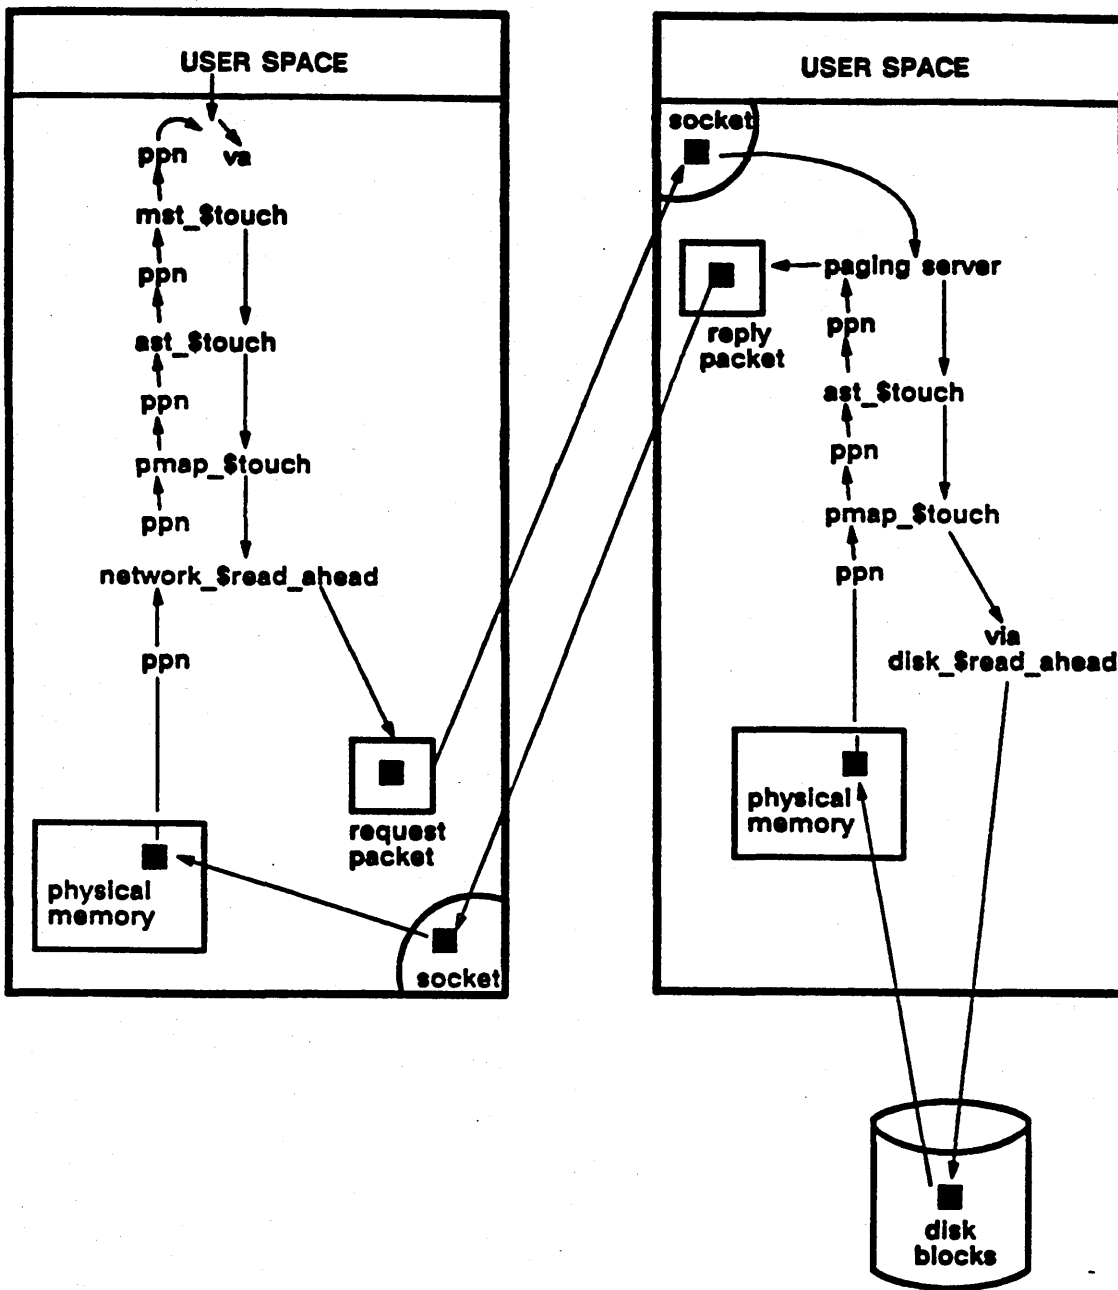 USER SPACE
ppn
va
mst_$touch
ppn
ast_$touch
ppn
pmap_$touch
ppn
network_$read_ahead
ppn
request
packet
physical
memory
socket
USER SPACE
socket
paging server
reply
packet
ppn
ast_$touch
ppn
pmap_$touch
ppn
via
disk_$read_ahead
physical
memory
disk
blocks